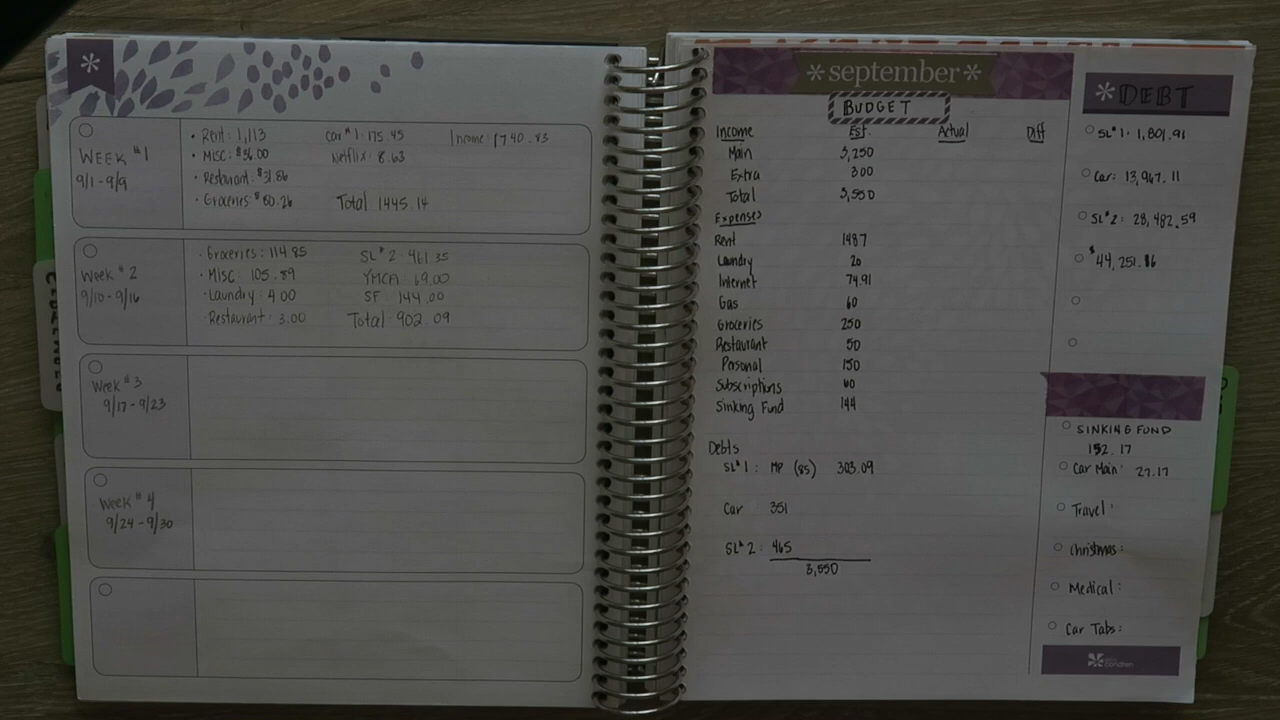 WEEK #1
9/1 - 9/9
• Rent: 1,113
• MISC: $36.00
• Restaurant: $31.86
• Groceries: $80.26
Car #1: 175.45
Netflix: 8.63
Total 1445.14
Income: 1740.83
Week #2
9/10 - 9/16
• Groceries: 114.85
• MISC: 105.89
• Laundry: 4.00
• Restaurant: 3.00
SL#2: 461.35
YMCA: 69.00
SF: 144.00
Total: 902.09
Week #3
9/17 - 9/23
Week #4
9/24 - 9/30
*september*
BUDGET
Income Est. Actual Diff
Main 3,250
Extra 300
Total 3,550
Expenses
Rent 1487
Laundry 20
Internet 74.91
Gas 60
Groceries 250
Restaurant 50
Personal 150
Subscriptions 60
Sinking Fund 144
Debts
SL#1: MP (85) 303.09
Car: 351
SL#2: 465
3,550
*DEBT
SL#1: 1,801.91
Car: 13,967.11
SL#2: 28,482.59
$44,251.16
SINKING FUND
152.17
Car Main: 27.17
Travel:
Christmas:
Medical:
Car Tabs:
condren